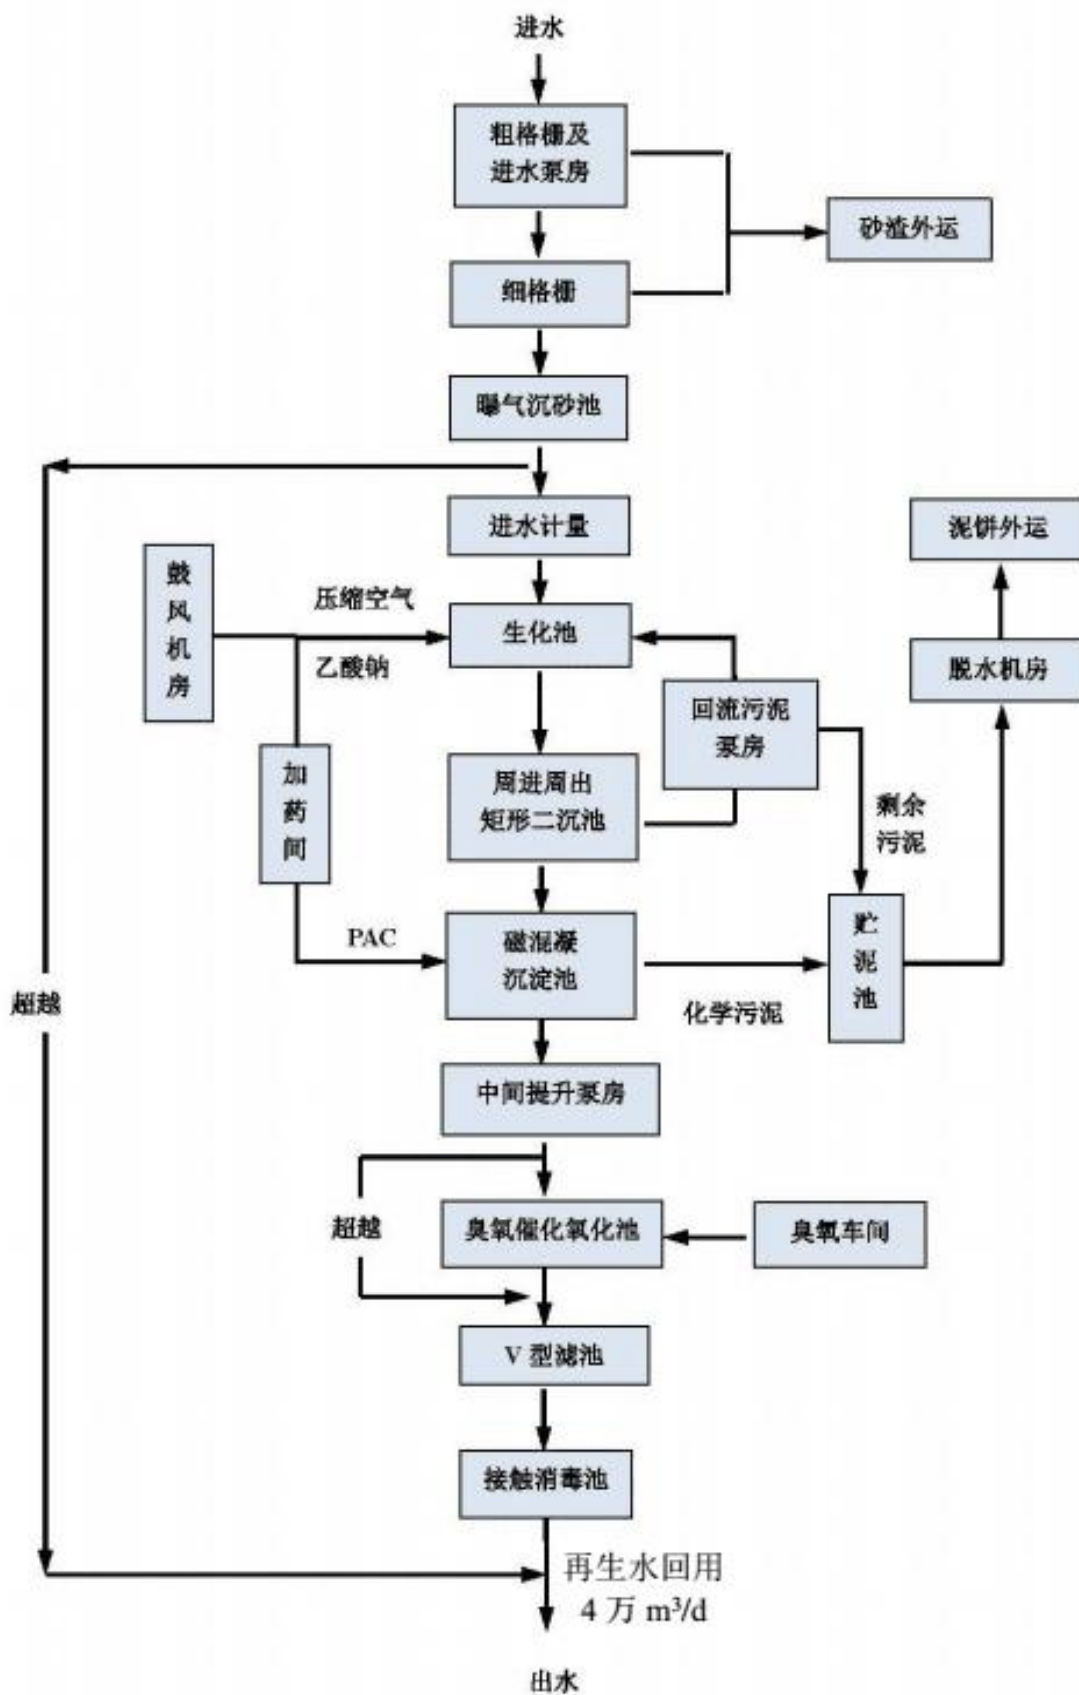 进水
粗格栅及
进水泵房
砂渣外运
细格栅
曝气沉砂池
进水计量
泥饼外运
鼓
风
机
房
压缩空气
生化池
乙酸钠
脱水机房
回流污泥
泵房
加
药
间
周进周出
矩形二沉池
剩余
污泥
PAC
磁混凝
沉淀池
贮
泥
池
超越
化学污泥
中间提升泵房
超越
臭氧催化氧化池
臭氧车间
V 型滤池
接触消毒池
再生水回用
4 万 m³/d
出水